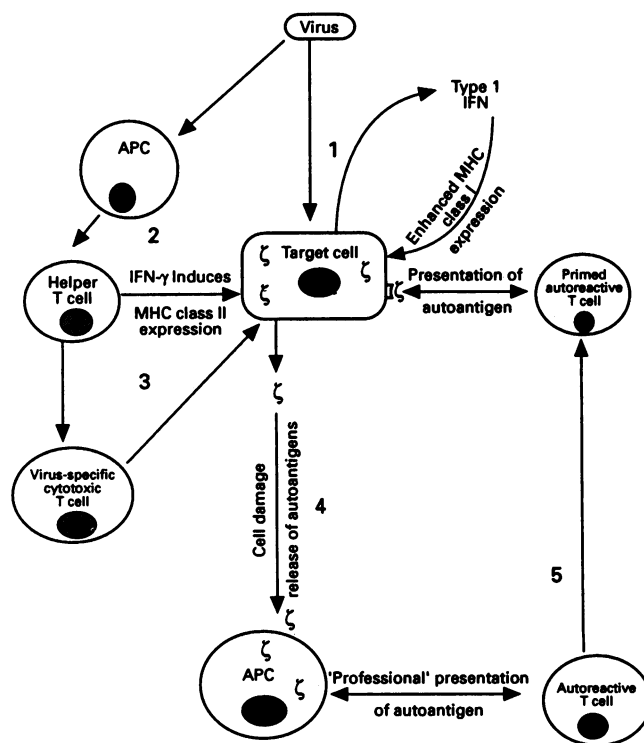 Virus
Type 1
IFN
APC
1
Enhanced MHC
class I
expression
2
Helper
T cell
IFN-γ Induces
MHC class II
expression
ζ
Target cell
ζ
ζ
ζ
Presentation of
autoantigen
Primed
autoreactive
T cell
3
ζ
Virus-specific
cytotoxic
T cell
Cell damage
release of autoantigens
4
5
ζ
ζ
APC
ζ
'Professional' presentation
of autoantigen
Autoreactive
T cell